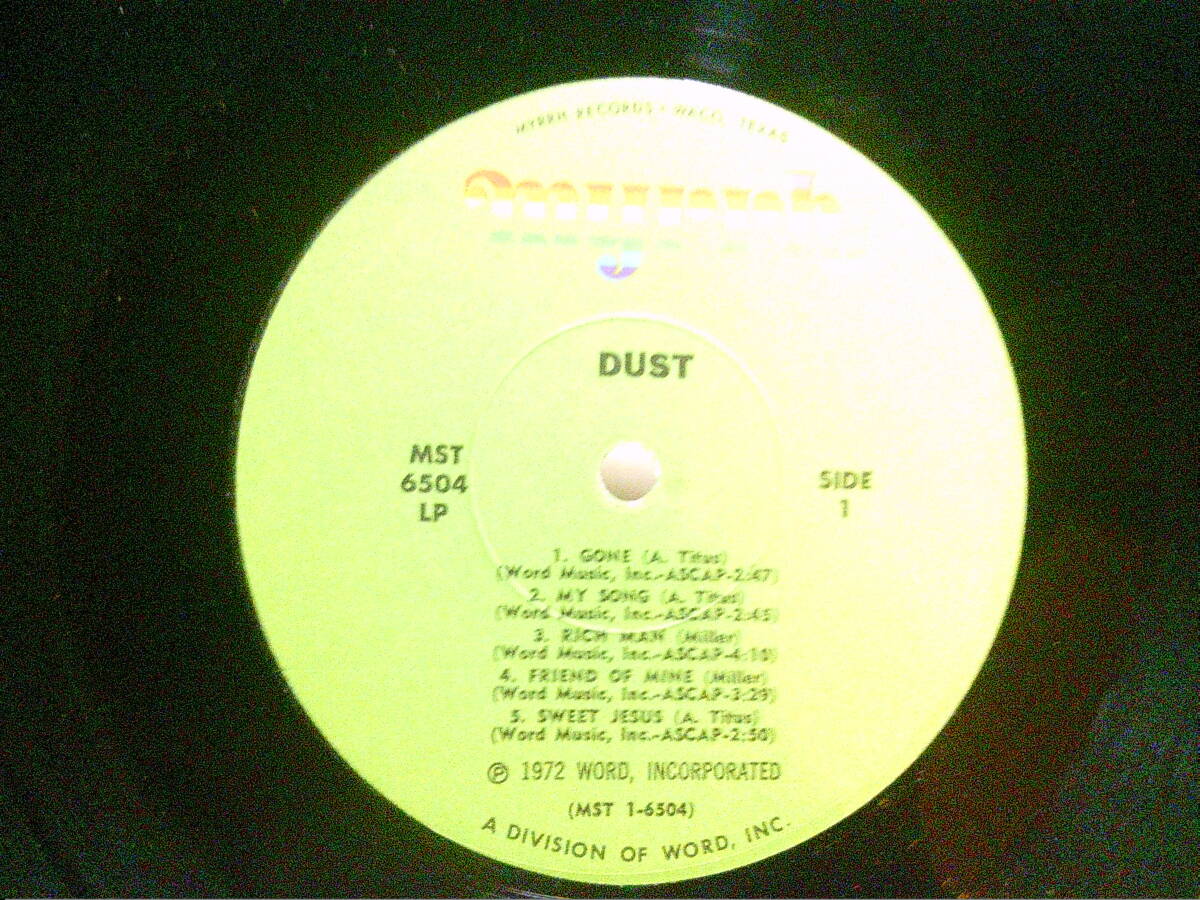 MYRRH RECORDS • WACO, TEXAS
myrrh
DUST
MST
6504
LP
SIDE
1
1. GONE (A. Titus)
(Word Music, Inc.-ASCAP-2:47)
2. MY SONG (A. Titus)
(Word Music, Inc.-ASCAP-2:45)
3. RICH MAN (Miller)
(Word Music, Inc.-ASCAP-4:10)
4. FRIEND OF MINE (Miller)
(Word Music, Inc.-ASCAP-3:29)
5. SWEET JESUS (A. Titus)
(Word Music, Inc.-ASCAP-2:50)
℗ 1972 WORD, INCORPORATED
(MST 1-6504)
A DIVISION OF WORD, INC.